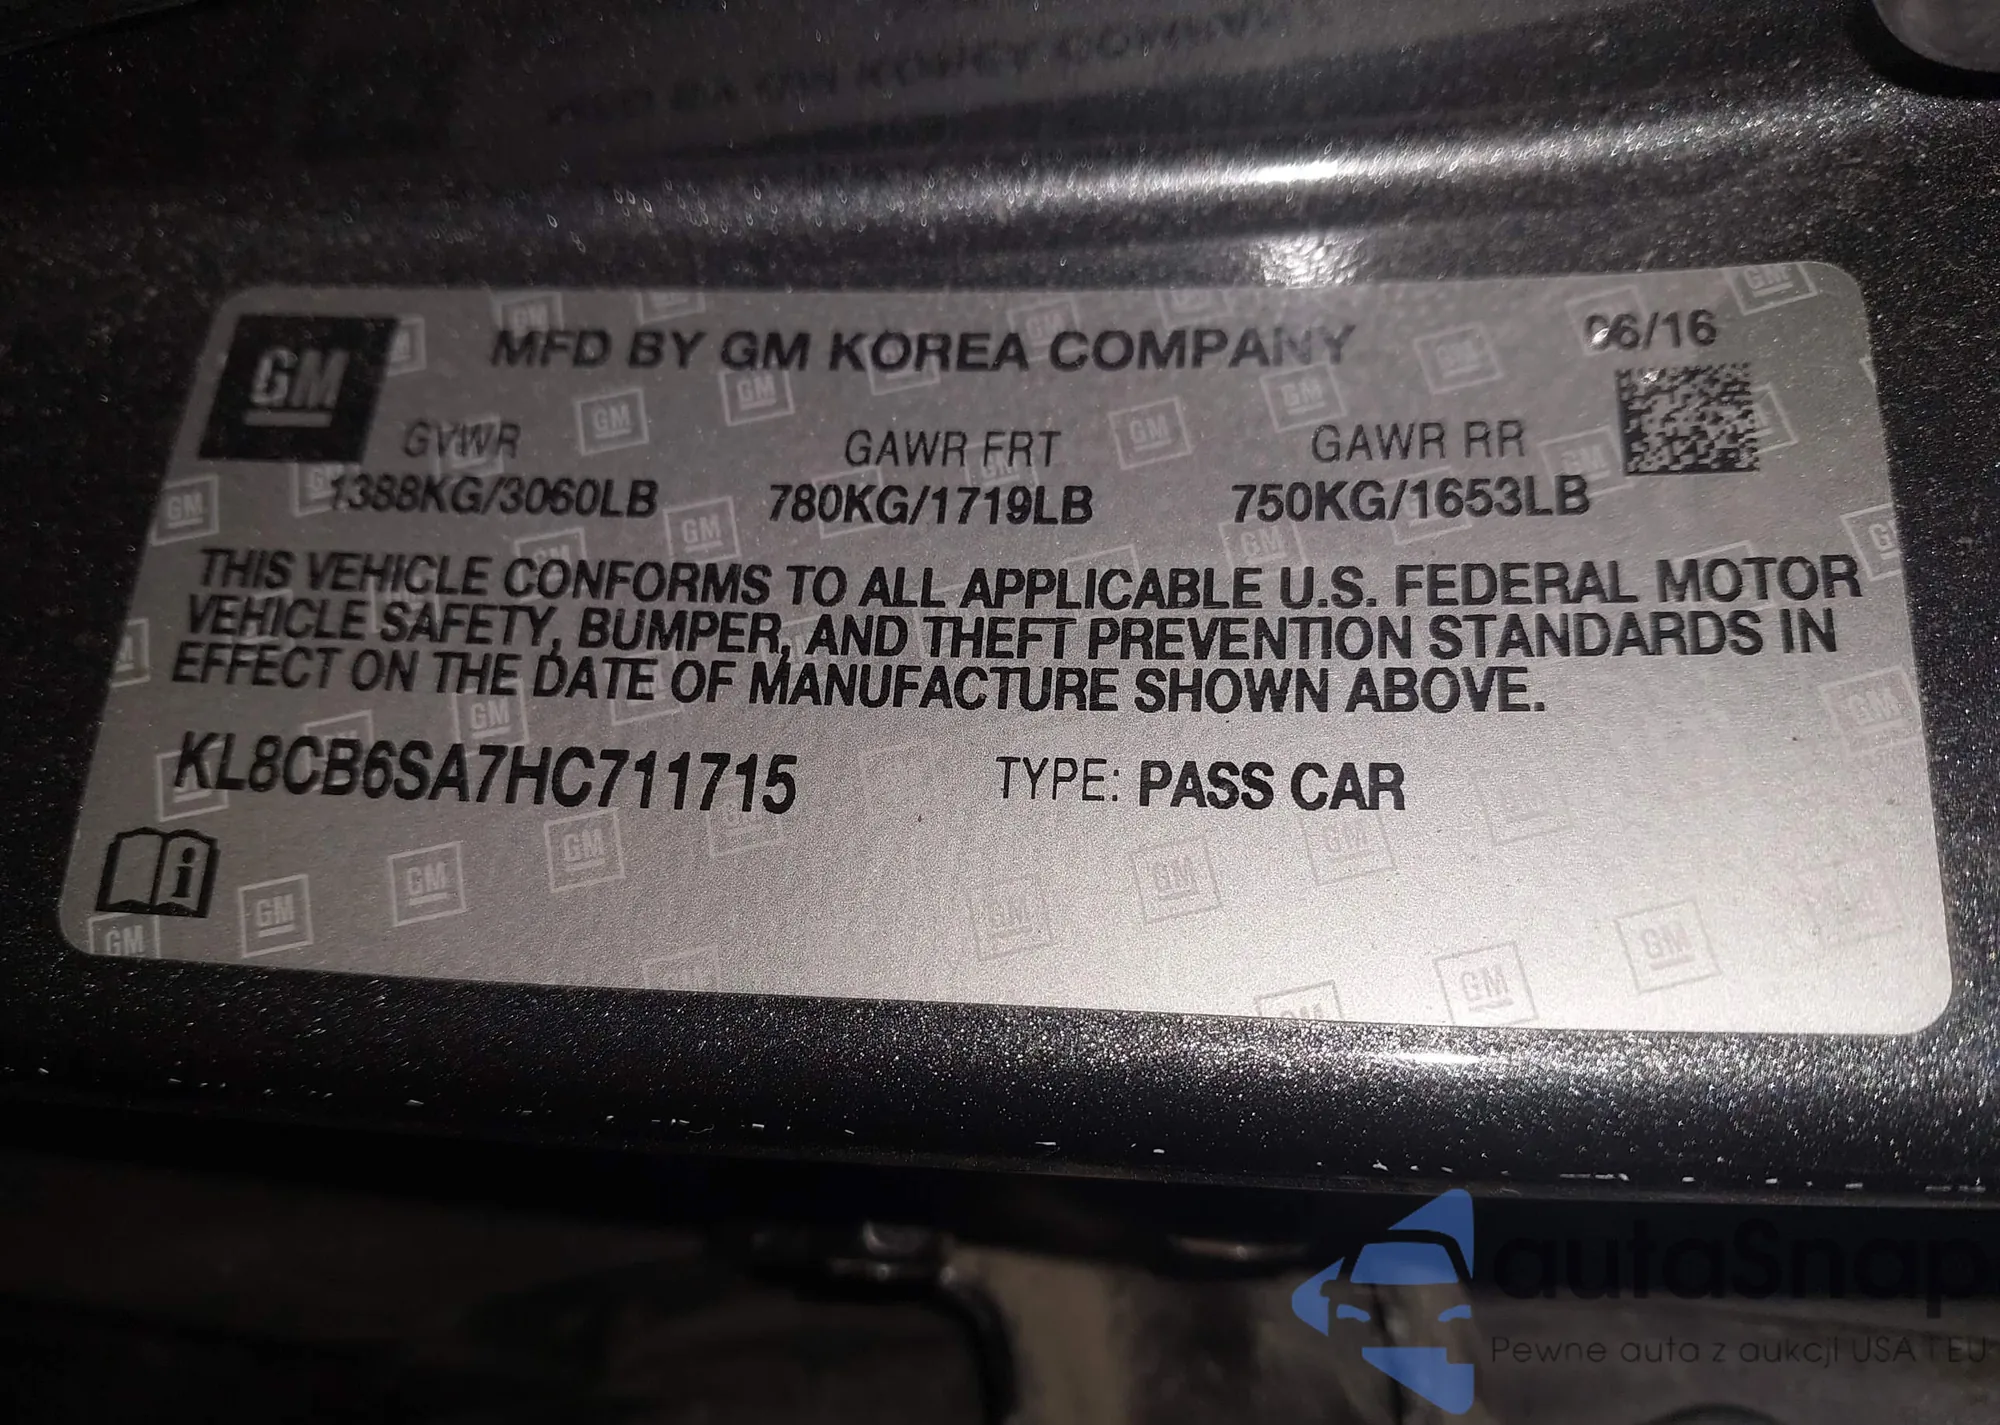 GM
MFD BY GM KOREA COMPANY
06/16
GVWR GAWR FRT GAWR RR
1388KG/3060LB 780KG/1719LB 750KG/1653LB
THIS VEHICLE CONFORMS TO ALL APPLICABLE U.S. FEDERAL MOTOR
VEHICLE SAFETY, BUMPER, AND THEFT PREVENTION STANDARDS IN
EFFECT ON THE DATE OF MANUFACTURE SHOWN ABOVE.
KL8CB6SA7HC711715 TYPE: PASS CAR
autaSnap
Pewne auta z aukcji USA I EU